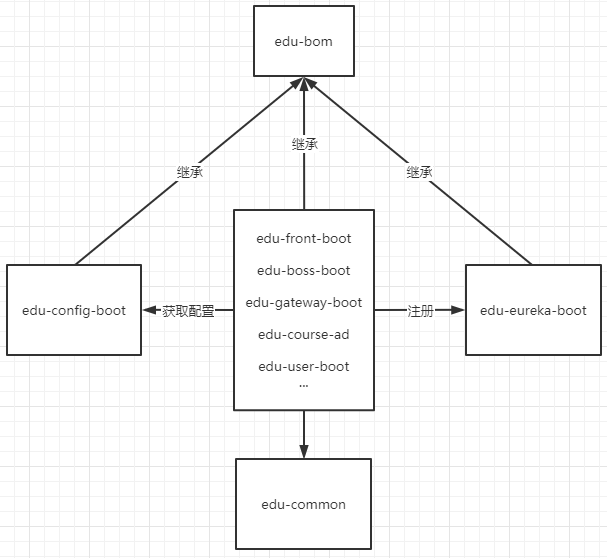 edu-bom
继承
继承
继承
edu-front-boot
edu-boss-boot
edu-gateway-boot
edu-course-ad
edu-user-boot
...
edu-config-boot
获取配置
注册
edu-eureka-boot
edu-common